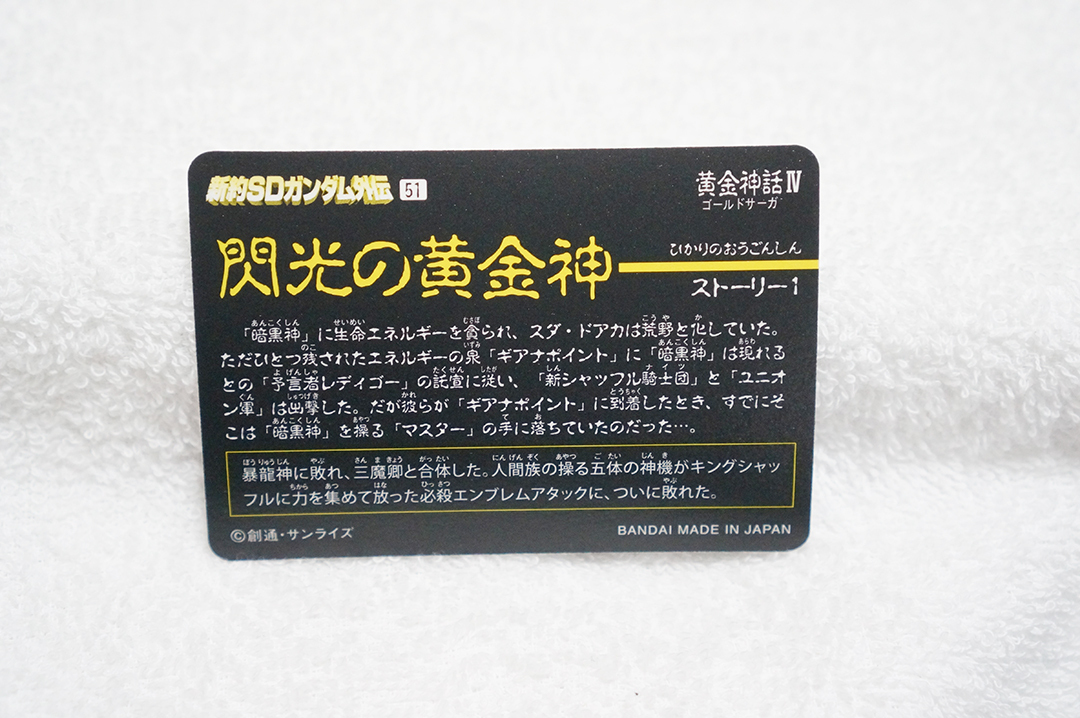 新約SDガンダム外伝 51
黄金神話Ⅳ
ゴールドサーガ
閃光の黄金神
ひかりのおうごんしん
ストーリー1
「暗黒神」に生命エネルギーを貪られ、スダ・ドアカは荒野と化していた。
ただひとつ残されたエネルギーの泉「ギアナポイント」に「暗黒神」は現れる
との「予言者レディゴー」の託宣に従い、「新シャッフル騎士団」と「ユニオ
ン軍」は出撃した。だが彼らが「ギアナポイント」に到着したとき、すでにそ
こは「暗黒神」を操る「マスター」の手に落ちていたのだった…。
暴龍神に敗れ、三魔卿と合体した。人間族の操る五体の神機がキングシャッ
フルに力を集めて放った必殺エンブレムアタックに、ついに敗れた。
©創通・サンライズ
BANDAI MADE IN JAPAN